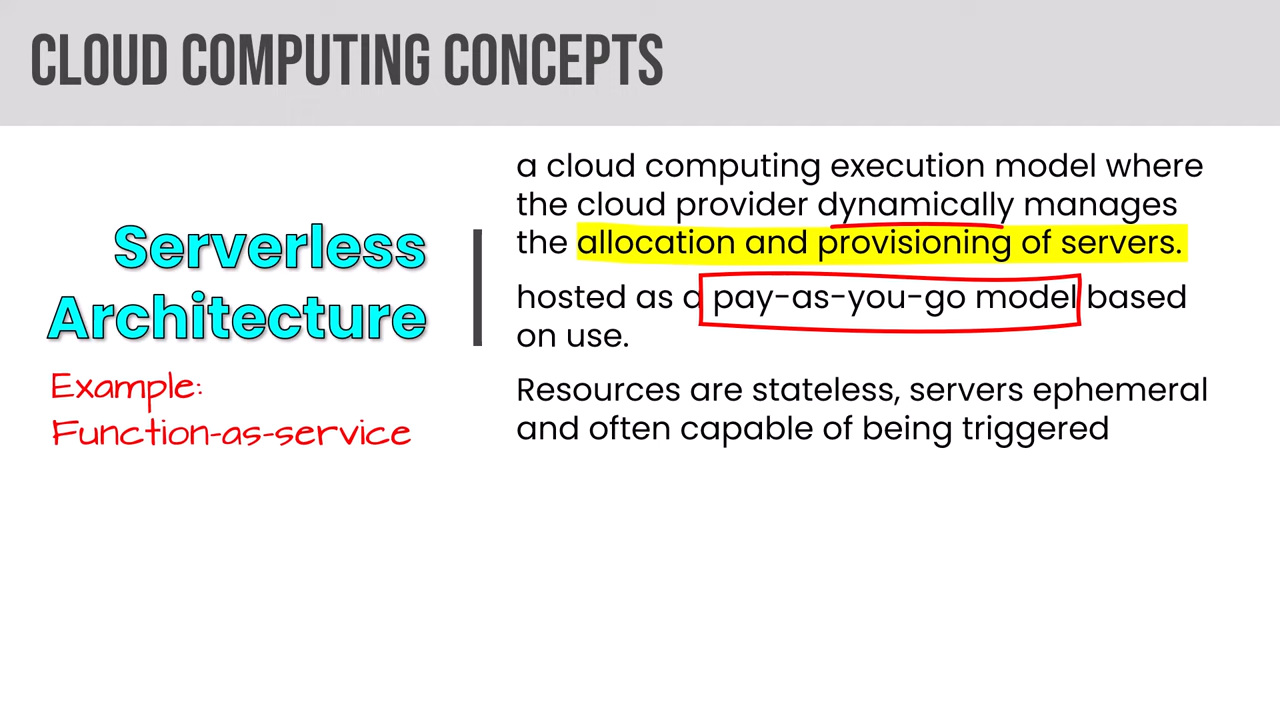 CLOUD COMPUTING CONCEPTS
Serverless
Architecture
Example:
Function-as-service
a cloud computing execution model where
the cloud provider dynamically manages
the allocation and provisioning of servers.
hosted as a pay-as-you-go model based
on use.
Resources are stateless, servers ephemeral
and often capable of being triggered